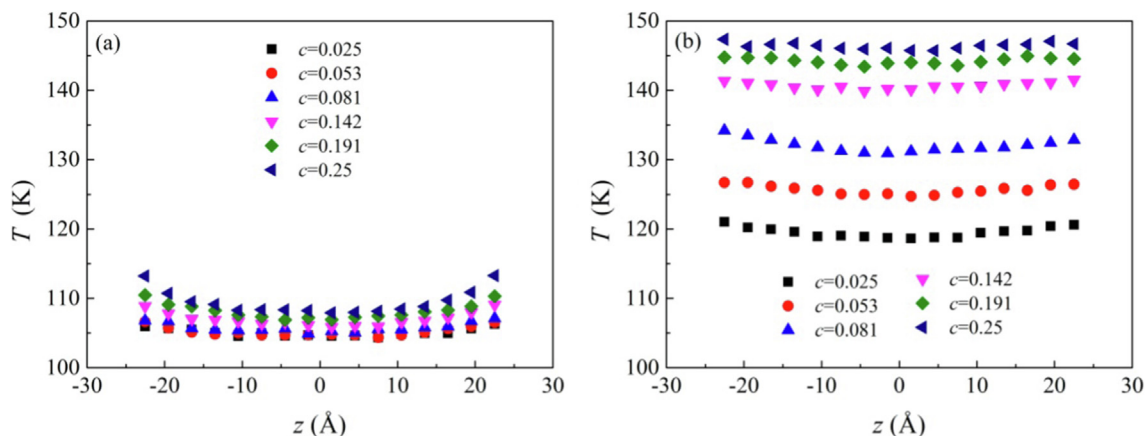 (a)
c=0.025
c=0.053
c=0.081
c=0.142
c=0.191
c=0.25
150
140
130
120
110
100
T (K)
-30 -20 -10 0 10 20 30
z (Å)
(b)
150
140
130
120
110
100
T (K)
c=0.025 c=0.142
c=0.053 c=0.191
c=0.081 c=0.25
-30 -20 -10 0 10 20 30
z (Å)